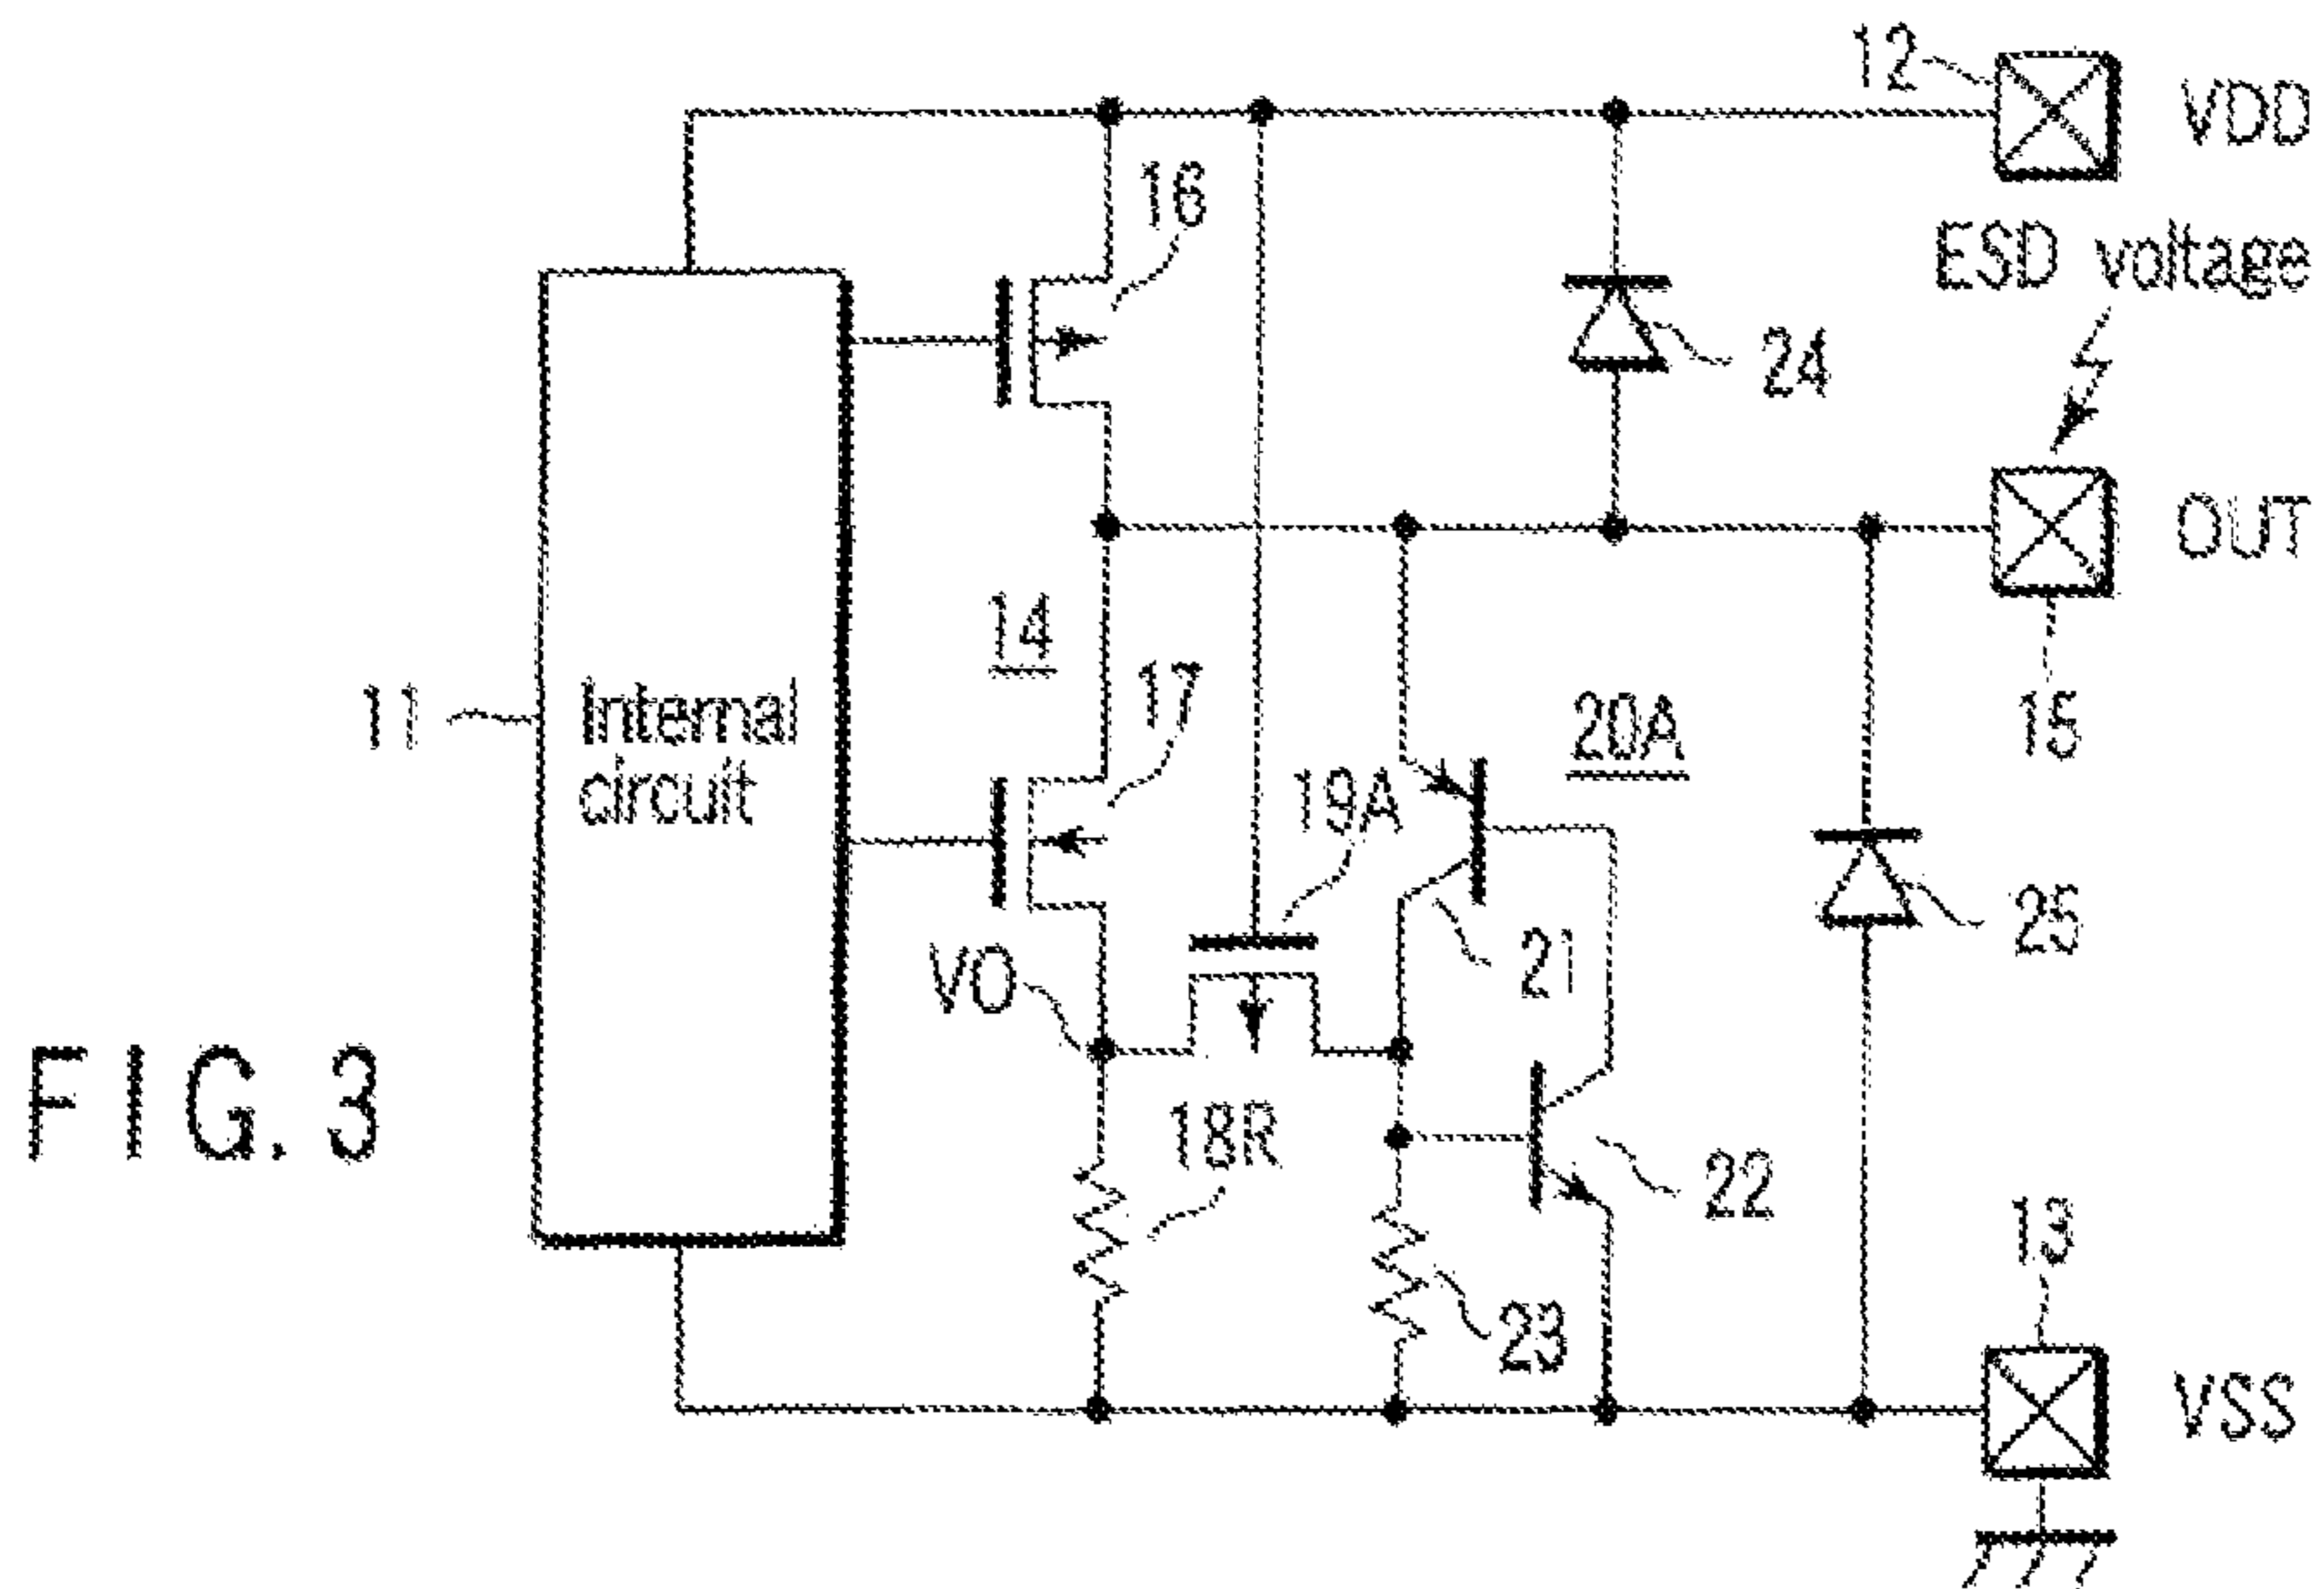 12
VDD
16
ESD voltage
24
OUT
14
17
11
Internal
circuit
20A
15
19A
VO
21
25
FIG. 3
18R
22
13
23
VSS